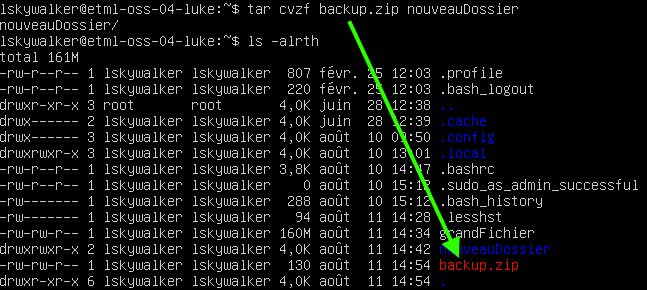 lskywalker@etml-oss-04-luke:~$ tar cvzf backup.zip nouveauDossier
nouveauDossier/
lskywalker@etml-oss-04-luke:~$ ls -alrth
total 161M
-rw-r--r-- 1 lskywalker lskywalker 807 févr. 25 12:03 .profile
-rw-r--r-- 1 lskywalker lskywalker 220 févr. 25 12:03 .bash_logout
drwxr-xr-x 3 root root 4,0K juin 28 12:38 ..
drwx------ 2 lskywalker lskywalker 4,0K juin 28 12:39 .cache
drwx------ 3 lskywalker lskywalker 4,0K août 10 09:50 .config
drwxrwxr-x 3 lskywalker lskywalker 4,0K août 10 13:01 .local
-rw-r--r-- 1 lskywalker lskywalker 3,8K août 10 14:47 .bashrc
-rw-r--r-- 1 lskywalker lskywalker 0 août 10 15:12 .sudo_as_admin_successful
-rw------- 1 lskywalker lskywalker 288 août 10 15:12 .bash_history
-rw------- 1 lskywalker lskywalker 94 août 11 14:28 .lesshst
-rw-rw-r-- 1 lskywalker lskywalker 160M août 11 14:34 grandFichier
drwxrwxr-x 2 lskywalker lskywalker 4,0K août 11 14:42 nouveauDossier
-rw-rw-r-- 1 lskywalker lskywalker 130 août 11 14:54 backup.zip
drwxr-xr-x 6 lskywalker lskywalker 4,0K août 11 14:54 .